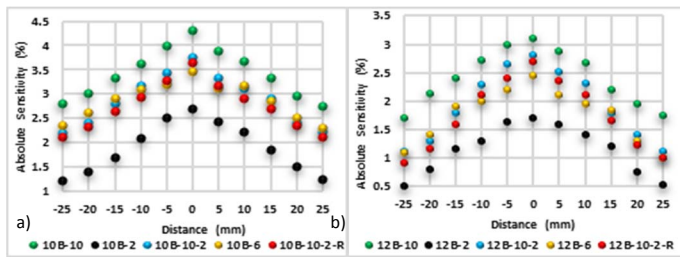 4.5
4
3.5
3
2.5
2
1.5
1
Absolute Sensitivity (%)
-25 -20 -15 -10 -5 0 5 10 15 20 25
Distance (mm)
a)
10B-10 10B-2 10B-10-2 10B-6 10B-10-2-R
3.5
3
2.5
2
1.5
1
0.5
Absolute Sensitivity (%)
-25 -20 -15 -10 -5 0 5 10 15 20 25
Distance (mm)
b)
12B-10 12B-2 12B-10-2 12B-6 12B-10-2-R